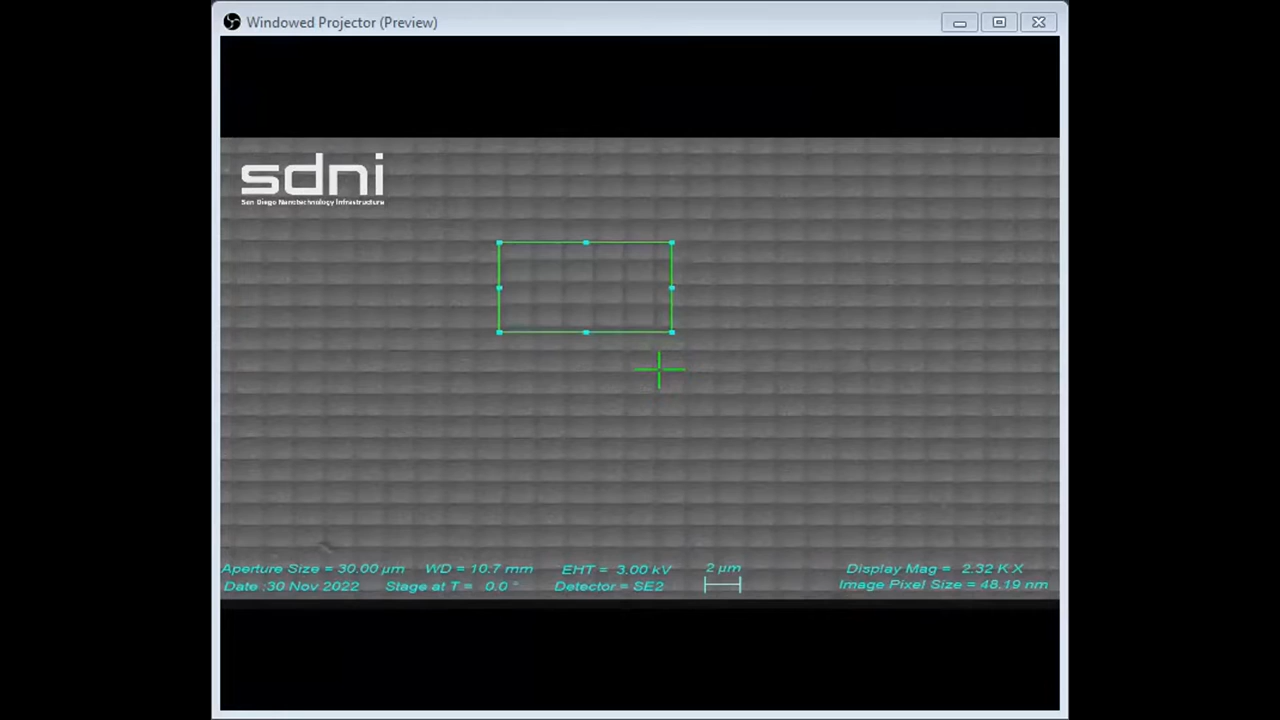 Windowed Projector (Preview)
sdni
San Diego Nanotechnology Infrastructure
Aperture Size = 30.00 µm WD = 10.7 mm EHT = 3.00 kV 2 µm Display Mag = 2.32 K X
Date :30 Nov 2022 Stage at T = 0.0 ° Detector = SE2 Image Pixel Size = 48.19 nm